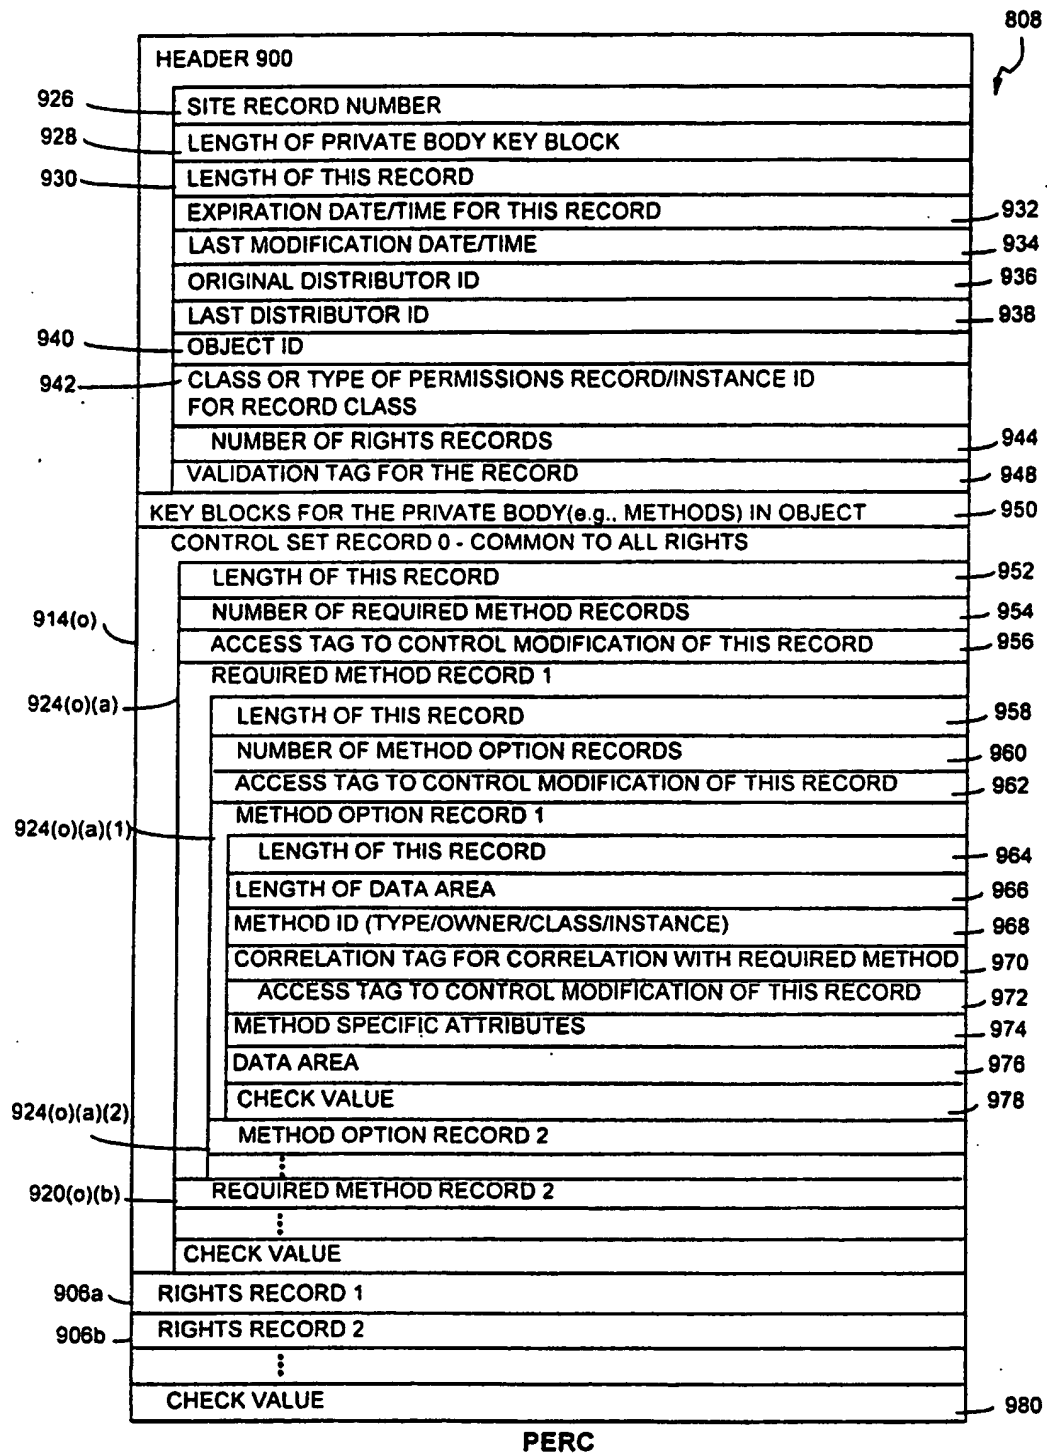 808
HEADER 900
926 SITE RECORD NUMBER
928 LENGTH OF PRIVATE BODY KEY BLOCK
930 LENGTH OF THIS RECORD
EXPIRATION DATE/TIME FOR THIS RECORD 932
LAST MODIFICATION DATE/TIME 934
ORIGINAL DISTRIBUTOR ID 936
LAST DISTRIBUTOR ID 938
940 OBJECT ID
942 CLASS OR TYPE OF PERMISSIONS RECORD/INSTANCE ID
FOR RECORD CLASS
NUMBER OF RIGHTS RECORDS 944
VALIDATION TAG FOR THE RECORD 948
KEY BLOCKS FOR THE PRIVATE BODY(e.g., METHODS) IN OBJECT 950
CONTROL SET RECORD 0 - COMMON TO ALL RIGHTS
LENGTH OF THIS RECORD 952
914(o) NUMBER OF REQUIRED METHOD RECORDS 954
ACCESS TAG TO CONTROL MODIFICATION OF THIS RECORD 956
REQUIRED METHOD RECORD 1
924(o)(a) LENGTH OF THIS RECORD 958
NUMBER OF METHOD OPTION RECORDS 960
ACCESS TAG TO CONTROL MODIFICATION OF THIS RECORD 962
METHOD OPTION RECORD 1
924(o)(a)(1) LENGTH OF THIS RECORD 964
LENGTH OF DATA AREA 966
METHOD ID (TYPE/OWNER/CLASS/INSTANCE) 968
CORRELATION TAG FOR CORRELATION WITH REQUIRED METHOD 970
ACCESS TAG TO CONTROL MODIFICATION OF THIS RECORD 972
METHOD SPECIFIC ATTRIBUTES 974
DATA AREA 976
CHECK VALUE 978
924(o)(a)(2) METHOD OPTION RECORD 2
920(o)(b) REQUIRED METHOD RECORD 2
CHECK VALUE
906a RIGHTS RECORD 1
906b RIGHTS RECORD 2
CHECK VALUE 980
PERC